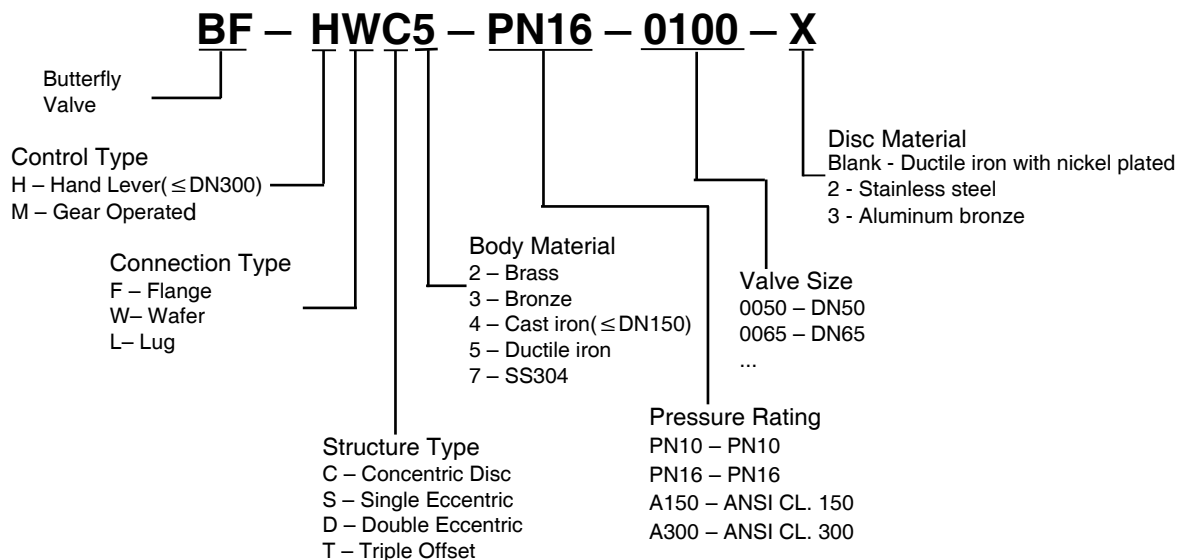 BF – HWC5 – PN16 – 0100 – X
Butterfly
Valve
Control Type
H – Hand Lever(≤DN300)
M – Gear Operated
Connection Type
F – Flange
W– Wafer
L– Lug
Structure Type
C – Concentric Disc
S – Single Eccentric
D – Double Eccentric
T – Triple Offset
Body Material
2 – Brass
3 – Bronze
4 – Cast iron(≤DN150)
5 – Ductile iron
7 – SS304
Pressure Rating
PN10 – PN10
PN16 – PN16
A150 – ANSI CL. 150
A300 – ANSI CL. 300
Valve Size
0050 – DN50
0065 – DN65
...
Disc Material
Blank - Ductile iron with nickel plated
2 - Stainless steel
3 - Aluminum bronze